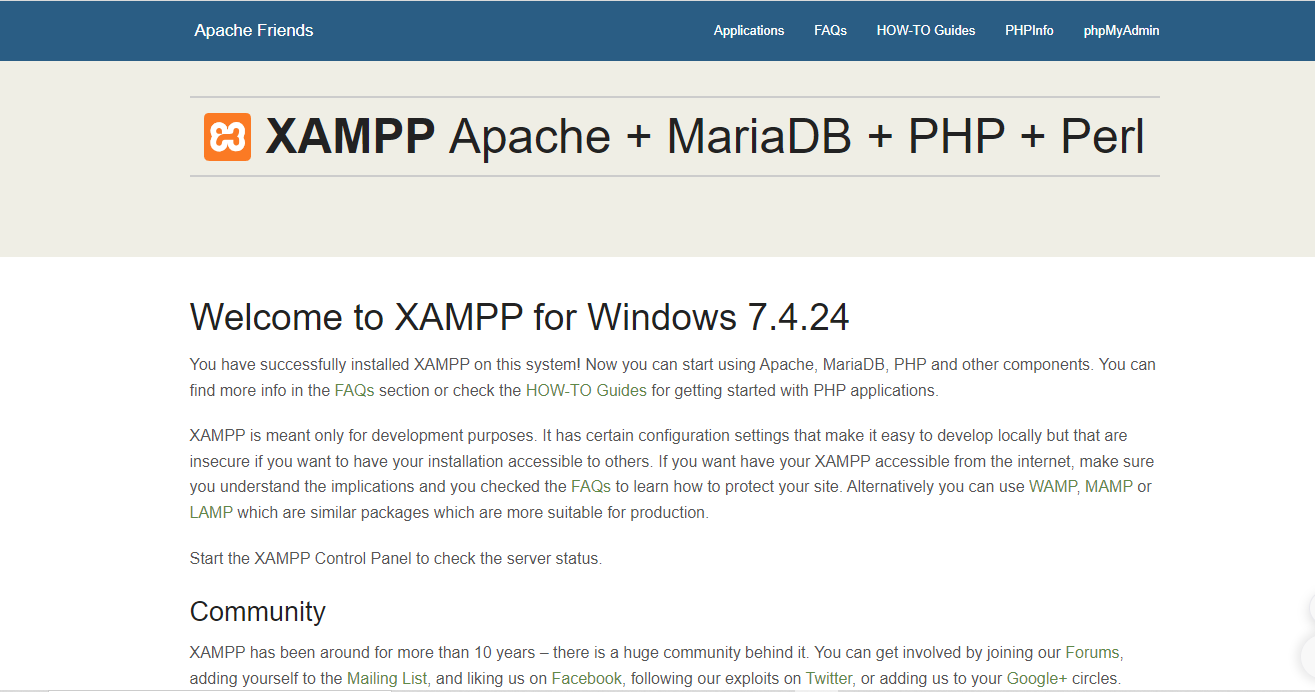 Apache Friends
Applications FAQs HOW-TO Guides PHPInfo phpMyAdmin
XAMPP Apache + MariaDB + PHP + Perl
Welcome to XAMPP for Windows 7.4.24
You have successfully installed XAMPP on this system! Now you can start using Apache, MariaDB, PHP and other components. You can
find more info in the FAQs section or check the HOW-TO Guides for getting started with PHP applications.
XAMPP is meant only for development purposes. It has certain configuration settings that make it easy to develop locally but that are
insecure if you want to have your installation accessible to others. If you want have your XAMPP accessible from the internet, make sure
you understand the implications and you checked the FAQs to learn how to protect your site. Alternatively you can use WAMP, MAMP or
LAMP which are similar packages which are more suitable for production.
Start the XAMPP Control Panel to check the server status.
Community
XAMPP has been around for more than 10 years – there is a huge community behind it. You can get involved by joining our Forums,
adding yourself to the Mailing List, and liking us on Facebook, following our exploits on Twitter, or adding us to your Google+ circles.